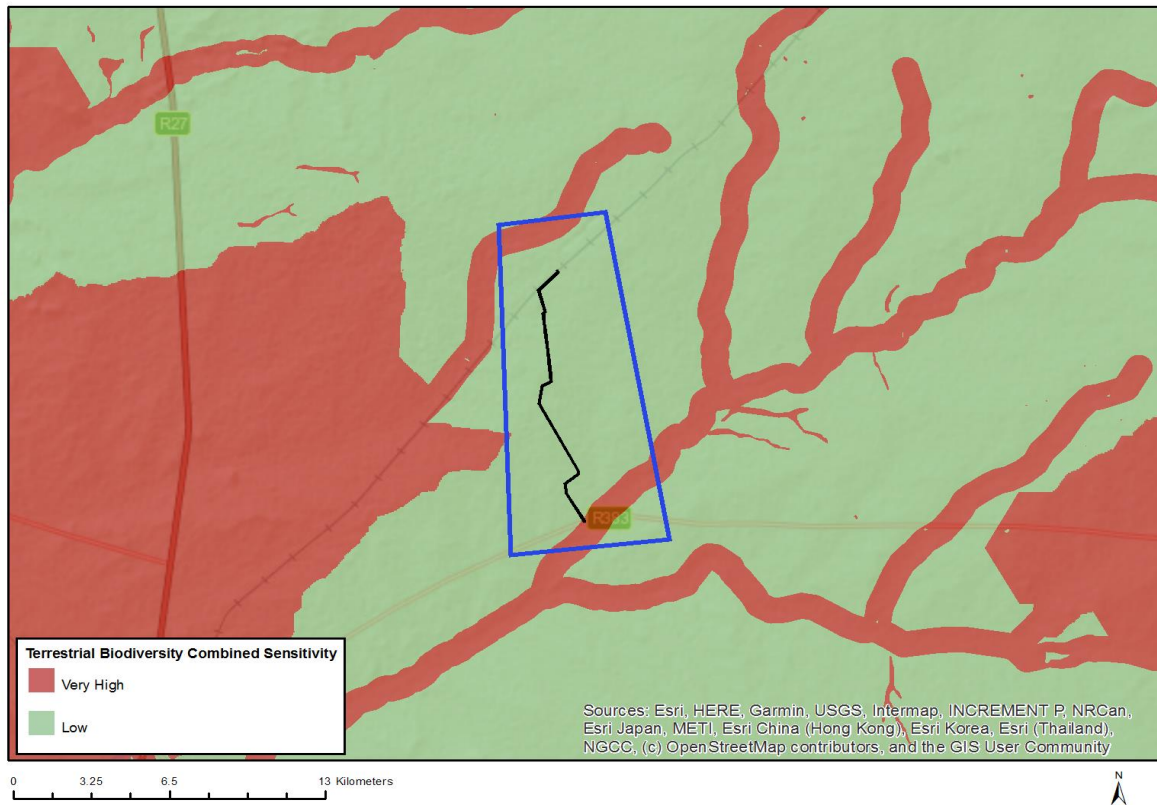 R27
R383
Terrestrial Biodiversity Combined Sensitivity
Very High
Low
Sources: Esri, HERE, Garmin, USGS, Intermap, INCREMENT P, NRCan,
Esri Japan, METI, Esri China (Hong Kong), Esri Korea, Esri (Thailand),
NGCC, (c) OpenStreetMap contributors, and the GIS User Community
0 3.25 6.5 13 Kilometers
N